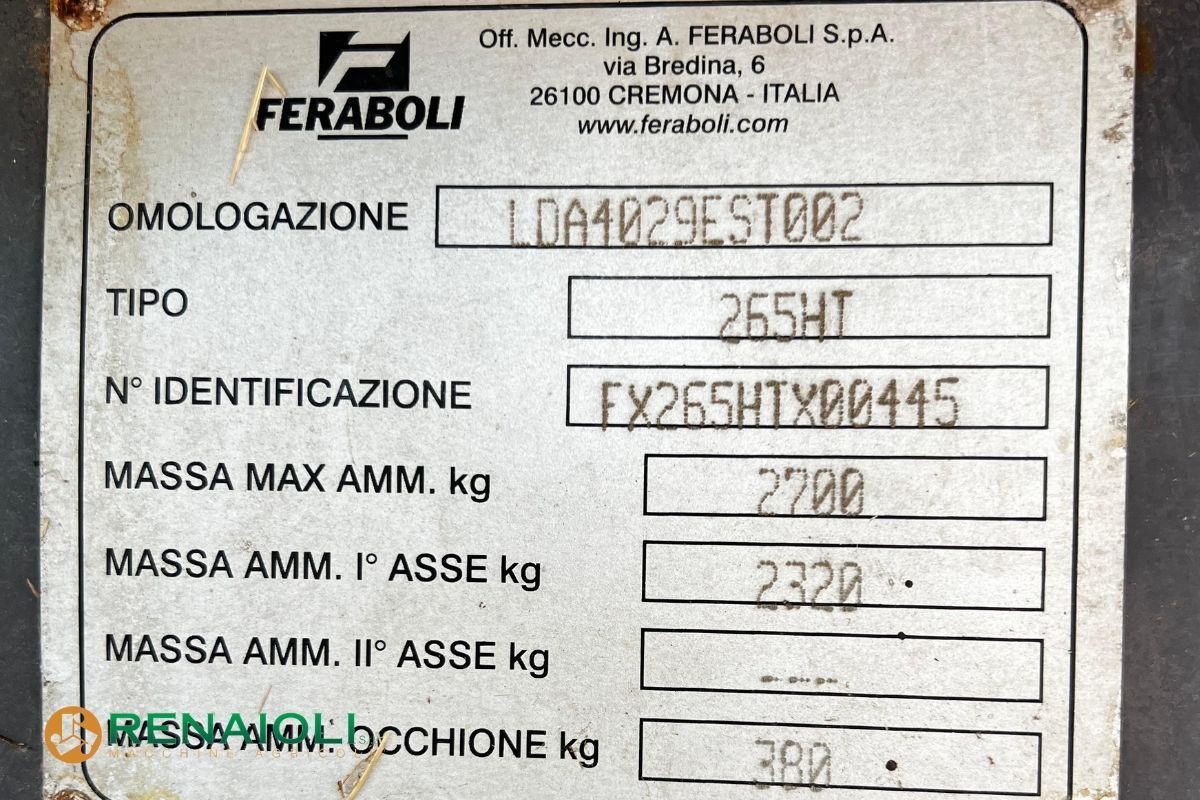 FERABOLI
Off. Mecc. Ing. A. FERABOLI S.p.A.
via Bredina, 6
26100 CREMONA - ITALIA
www.feraboli.com
OMOLOGAZIONE LDA4029EST002
TIPO 265HT
N° IDENTIFICAZIONE FX265HTX00445
MASSA MAX AMM. kg 2700
MASSA AMM. I° ASSE kg 2320
MASSA AMM. II° ASSE kg ----
MASSA AMM. OCCHIONE kg 380
RENAIOLI